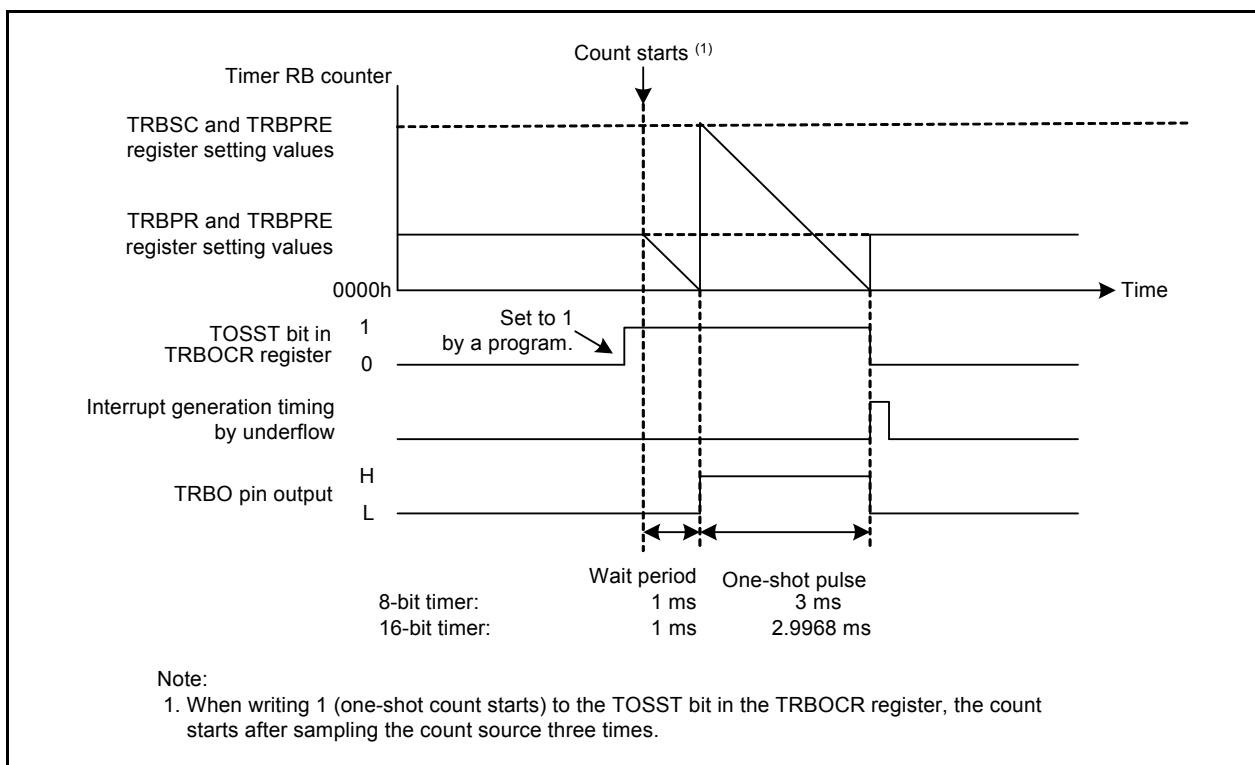 Count starts (1)
Timer RB counter
TRBSC and TRBPRE
register setting values
TRBPR and TRBPRE
register setting values
0000h
Time
TOSST bit in
TRBOCR register
1
0
Set to 1
by a program.
Interrupt generation timing
by underflow
TRBO pin output
H
L
Wait period One-shot pulse
8-bit timer: 1 ms 3 ms
16-bit timer: 1 ms 2.9968 ms
Note:
1. When writing 1 (one-shot count starts) to the TOSST bit in the TRBOCR register, the count
starts after sampling the count source three times.